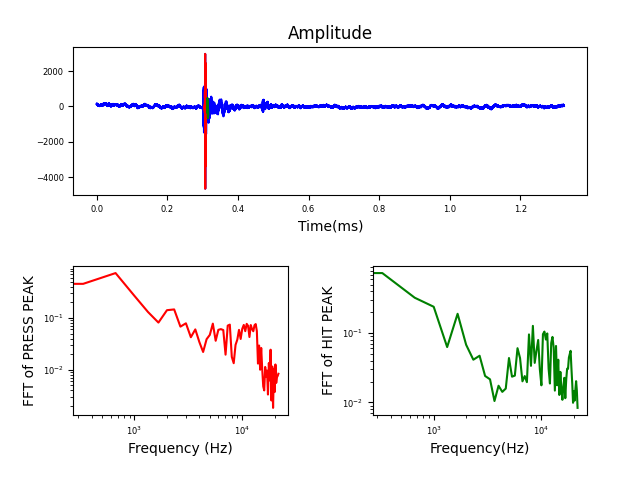 Amplitude
2000
0
−2000
−4000
0.0 0.2 0.4 0.6 0.8 1.0 1.2
Time(ms)
FFT of PRESS PEAK
10⁻¹
10⁻²
10³ 10⁴
Frequency (Hz)
FFT of HIT PEAK
10⁻¹
10⁻²
10³ 10⁴
Frequency(Hz)